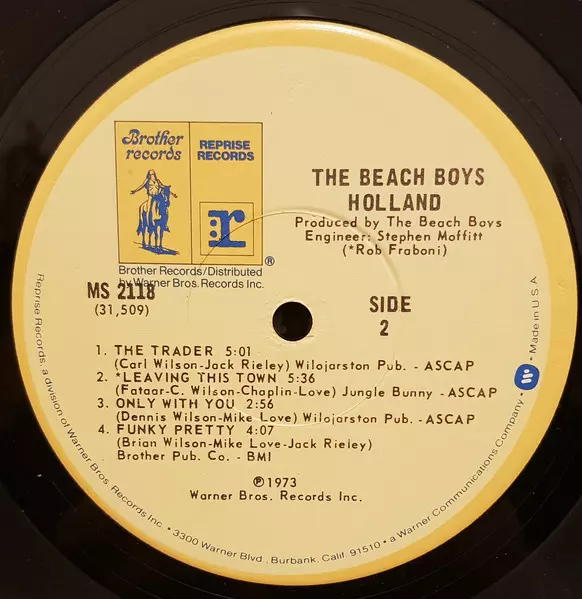 Brother
records
REPRISE
RECORDS
r
®
Brother Records/Distributed
by Warner Bros. Records Inc.
THE BEACH BOYS
HOLLAND
Produced by The Beach Boys
Engineer: Stephen Moffitt
(*Rob Fraboni)
MS 2118
(31,509)
SIDE
2
1. THE TRADER 5:01
(Carl Wilson-Jack Rieley) Wilojarston Pub. - ASCAP
2. *LEAVING THIS TOWN 5:36
(Fataar-C. Wilson-Chaplin-Love) Jungle Bunny - ASCAP
3. ONLY WITH YOU 2:56
(Dennis Wilson-Mike Love) Wilojarston Pub. - ASCAP
4. FUNKY PRETTY 4:07
(Brian Wilson-Mike Love-Jack Rieley)
Brother Pub. Co. - BMI
℗1973
Warner Bros. Records Inc.
Reprise Records, a division of Warner Bros. Records Inc. • 3300 Warner Blvd., Burbank, Calif. 91510 • a Warner Communications Company • W • Made in U.S.A.